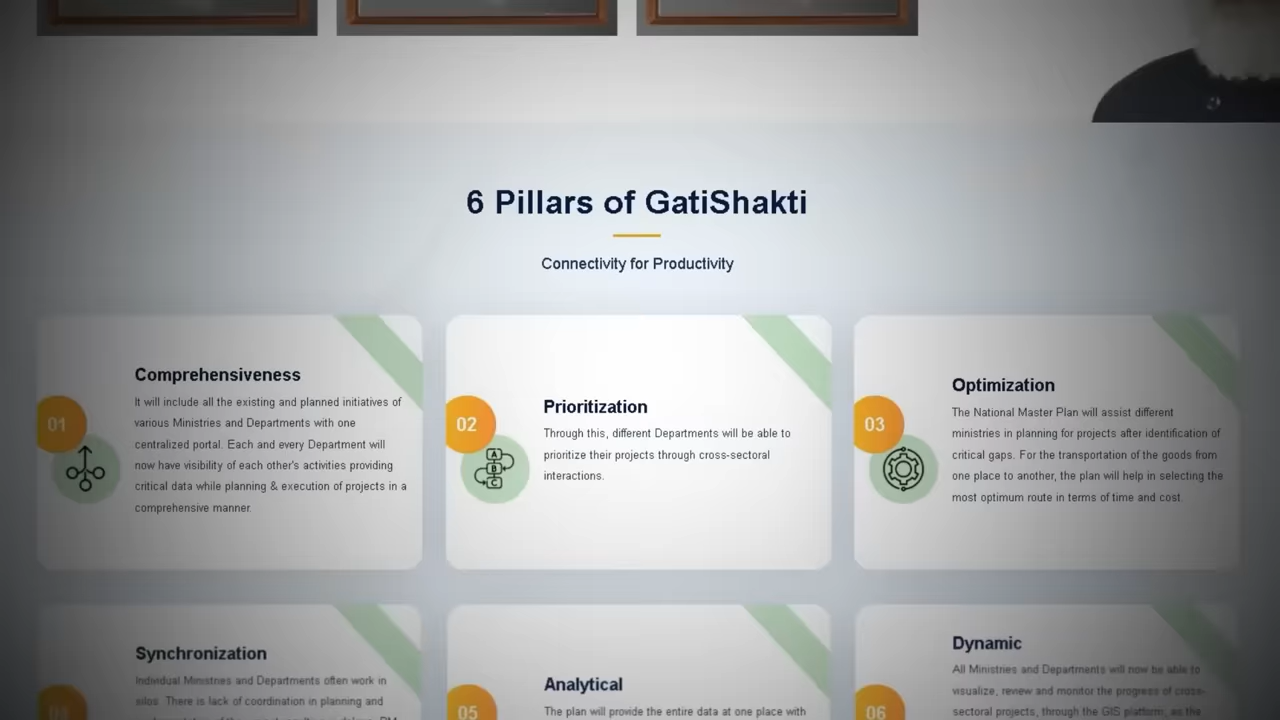 6 Pillars of GatiShakti
Connectivity for Productivity
01
Comprehensiveness
It will include all the existing and planned initiatives of
various Ministries and Departments with one
centralized portal. Each and every Department will
now have visibility of each other's activities providing
critical data while planning & execution of projects in a
comprehensive manner.
02
A
B
C
Prioritization
Through this, different Departments will be able to
prioritize their projects through cross-sectoral
interactions.
03
Optimization
The National Master Plan will assist different
ministries in planning for projects after identification of
critical gaps. For the transportation of the goods from
one place to another, the plan will help in selecting the
most optimum route in terms of time and cost.
Synchronization
Individual Ministries and Departments often work in
silos. There is lack of coordination in planning and
05
Analytical
The plan will provide the entire data at one place with
06
Dynamic
All Ministries and Departments will now be able to
visualize, review and monitor the progress of cross-
sectoral projects, through the GIS platform, as the